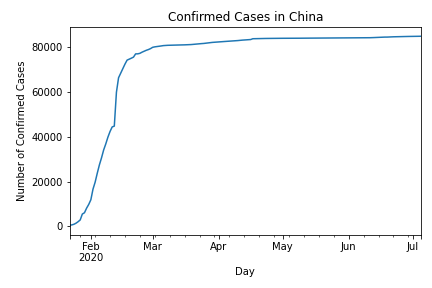 Confirmed Cases in China
Number of Confirmed Cases
80000
60000
40000
20000
0
Feb Mar Apr May Jun Jul
2020
Day